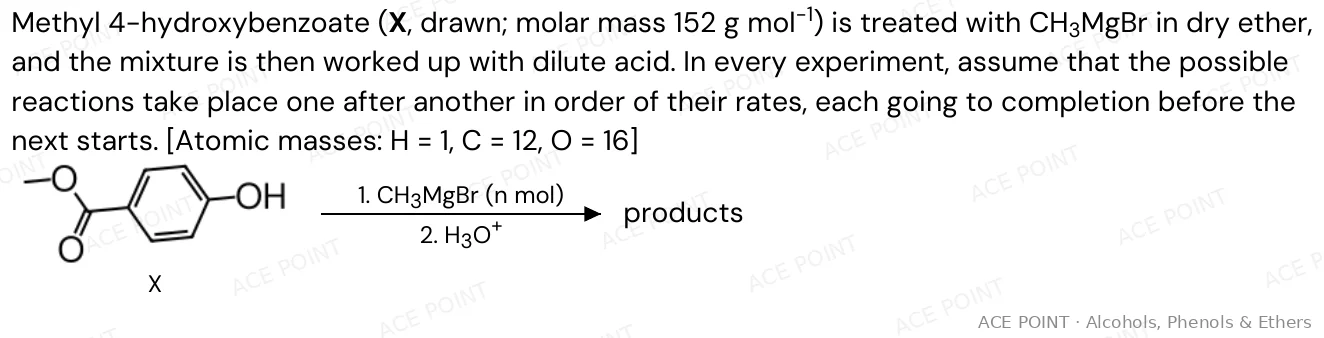 Methyl 4-hydroxybenzoate (X, drawn; molar mass 152 g mol⁻¹) is treated with CH₃MgBr in dry ether,
and the mixture is then worked up with dilute acid. In every experiment, assume that the possible
reactions take place one after another in order of their rates, each going to completion before the
next starts. [Atomic masses: H = 1, C = 12, O = 16]
O
OH
O
X
1. CH₃MgBr (n mol)
2. H₃O⁺
products
ACE POINT · Alcohols, Phenols & Ethers